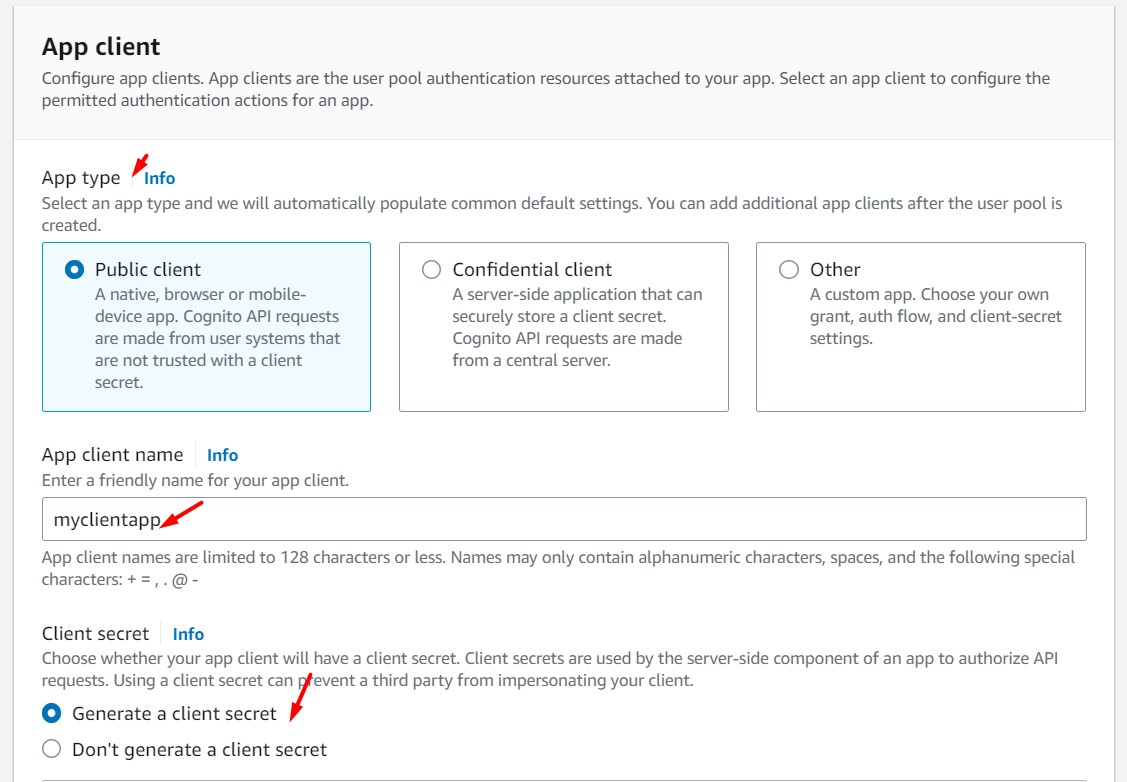 App client
Configure app clients. App clients are the user pool authentication resources attached to your app. Select an app client to configure the
permitted authentication actions for an app.
App type Info
Select an app type and we will automatically populate common default settings. You can add additional app clients after the user pool is
created.
Public client
A native, browser or mobile-
device app. Cognito API requests
are made from user systems that
are not trusted with a client
secret.
Confidential client
A server-side application that can
securely store a client secret.
Cognito API requests are made
from a central server.
Other
A custom app. Choose your own
grant, auth flow, and client-secret
settings.
App client name Info
Enter a friendly name for your app client.
myclientapp
App client names are limited to 128 characters or less. Names may only contain alphanumeric characters, spaces, and the following special
characters: + = , . @ -
Client secret Info
Choose whether your app client will have a client secret. Client secrets are used by the server-side component of an app to authorize API
requests. Using a client secret can prevent a third party from impersonating your client.
Generate a client secret
Don't generate a client secret